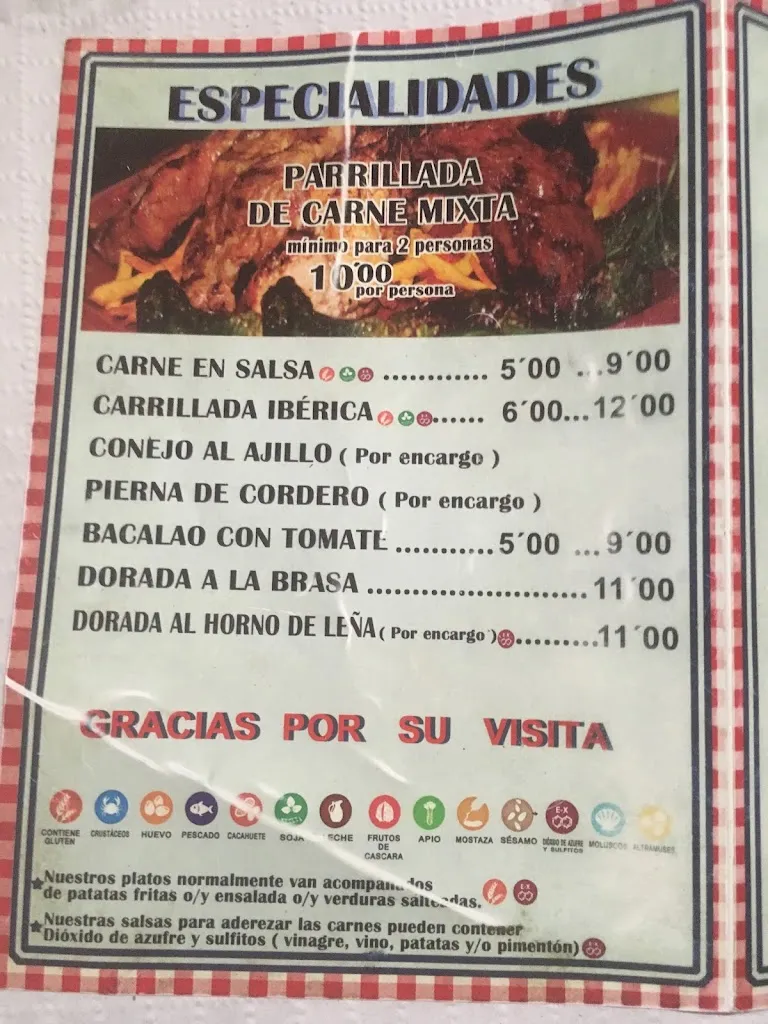 ESPECIALIDADES
PARRILLADA
DE CARNE MIXTA
mínimo para 2 personas
10´00
por persona
CARNE EN SALSA ............ 5´00 ...9´00
CARRILLADA IBÉRICA ...... 6´00...12´00
CONEJO AL AJILLO ( Por encargo )
PIERNA DE CORDERO ( Por encargo )
BACALAO CON TOMATE ........... 5´00 ...9´00
DORADA A LA BRASA ........................ 11´00
DORADA AL HORNO DE LEÑA ( Por encargo ) ......... 11´00
GRACIAS POR SU VISITA
CONTIENE GLUTEN CRUSTÁCEOS HUEVO PESCADO CACAHUETE SOJA LECHE FRUTOS DE CASCARA APIO MOSTAZA SÉSAMO E-X DIÓXIDO DE AZUFRE Y SULFITOS MOLUSCOS ALTRAMUCES
★Nuestros platos normalmente van acompañados
de patatas fritas o/y ensalada o/y verduras salteadas.
★Nuestras salsas para aderezar las carnes pueden contener
Dióxido de azufre y sulfitos ( vinagre, vino, patatas y/o pimentón)